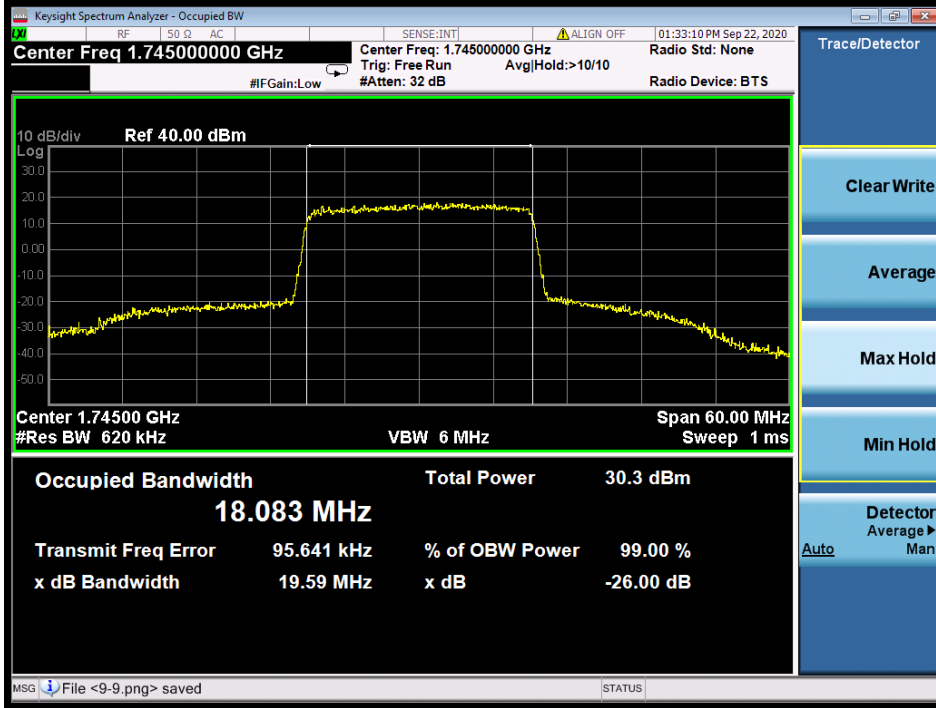 Keysight Spectrum Analyzer - Occupied BW
LXI RF 50 Ω AC SENSE:INT ALIGN OFF 01:33:10 PM Sep 22, 2020
Center Freq 1.745000000 GHz
Center Freq: 1.745000000 GHz Radio Std: None
Trig: Free Run Avg|Hold:>10/10
#IFGain:Low #Atten: 32 dB Radio Device: BTS
10 dB/div Ref 40.00 dBm
Log
30.0
20.0
10.0
0.00
-10.0
-20.0
-30.0
-40.0
-50.0
Center 1.74500 GHz Span 60.00 MHz
#Res BW 620 kHz VBW 6 MHz Sweep 1 ms
Occupied Bandwidth Total Power 30.3 dBm
18.083 MHz
Transmit Freq Error 95.641 kHz % of OBW Power 99.00 %
x dB Bandwidth 19.59 MHz x dB -26.00 dB
MSG File <9-9.png> saved STATUS
Trace/Detector
Clear Write
Average
Max Hold
Min Hold
Detector
Average
Auto Man